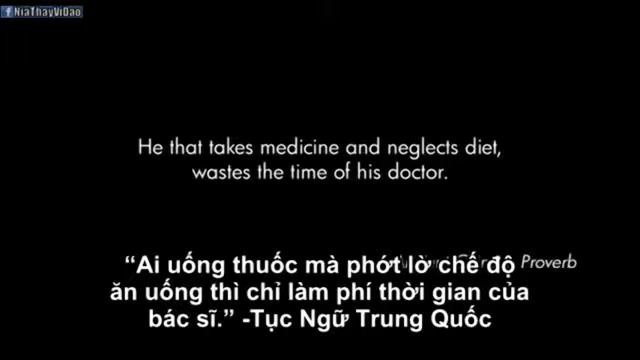 NiaThayViDao
He that takes medicine and neglects diet,
wastes the time of his doctor.
Proverb
“Ai uống thuốc mà phớt lờ chế độ
ăn uống thì chỉ làm phí thời gian của
bác sĩ.” -Tục Ngữ Trung Quốc